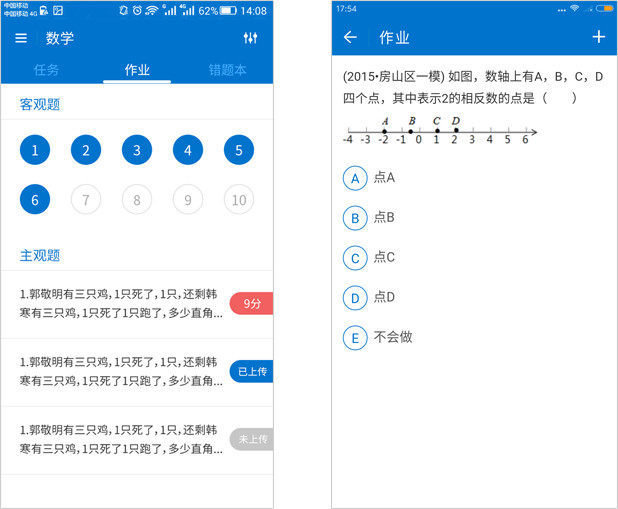 中国移动
中国移动 4G
G
4G
62%
14:08
数学
任务
作业
错题本
客观题
1
2
3
4
5
6
7
8
9
10
主观题
1.郭敬明有三只鸡，1只死了，1只，还剩韩
寒有三只鸡，1只死了1只跑了，多少直角...
9分
1.郭敬明有三只鸡，1只死了，1只，还剩韩
寒有三只鸡，1只死了1只跑了，多少直角...
已上传
1.郭敬明有三只鸡，1只死了，1只，还剩韩
寒有三只鸡，1只死了1只跑了，多少直角...
未上传
17:54
作业
(2015•房山区一模) 如图，数轴上有A，B，C，D
四个点，其中表示2的相反数的点是（　　）
A B C D
-4 -3 -2 -1 0 1 2 3 4 5 6
A 点A
B 点B
C 点C
D 点D
E 不会做